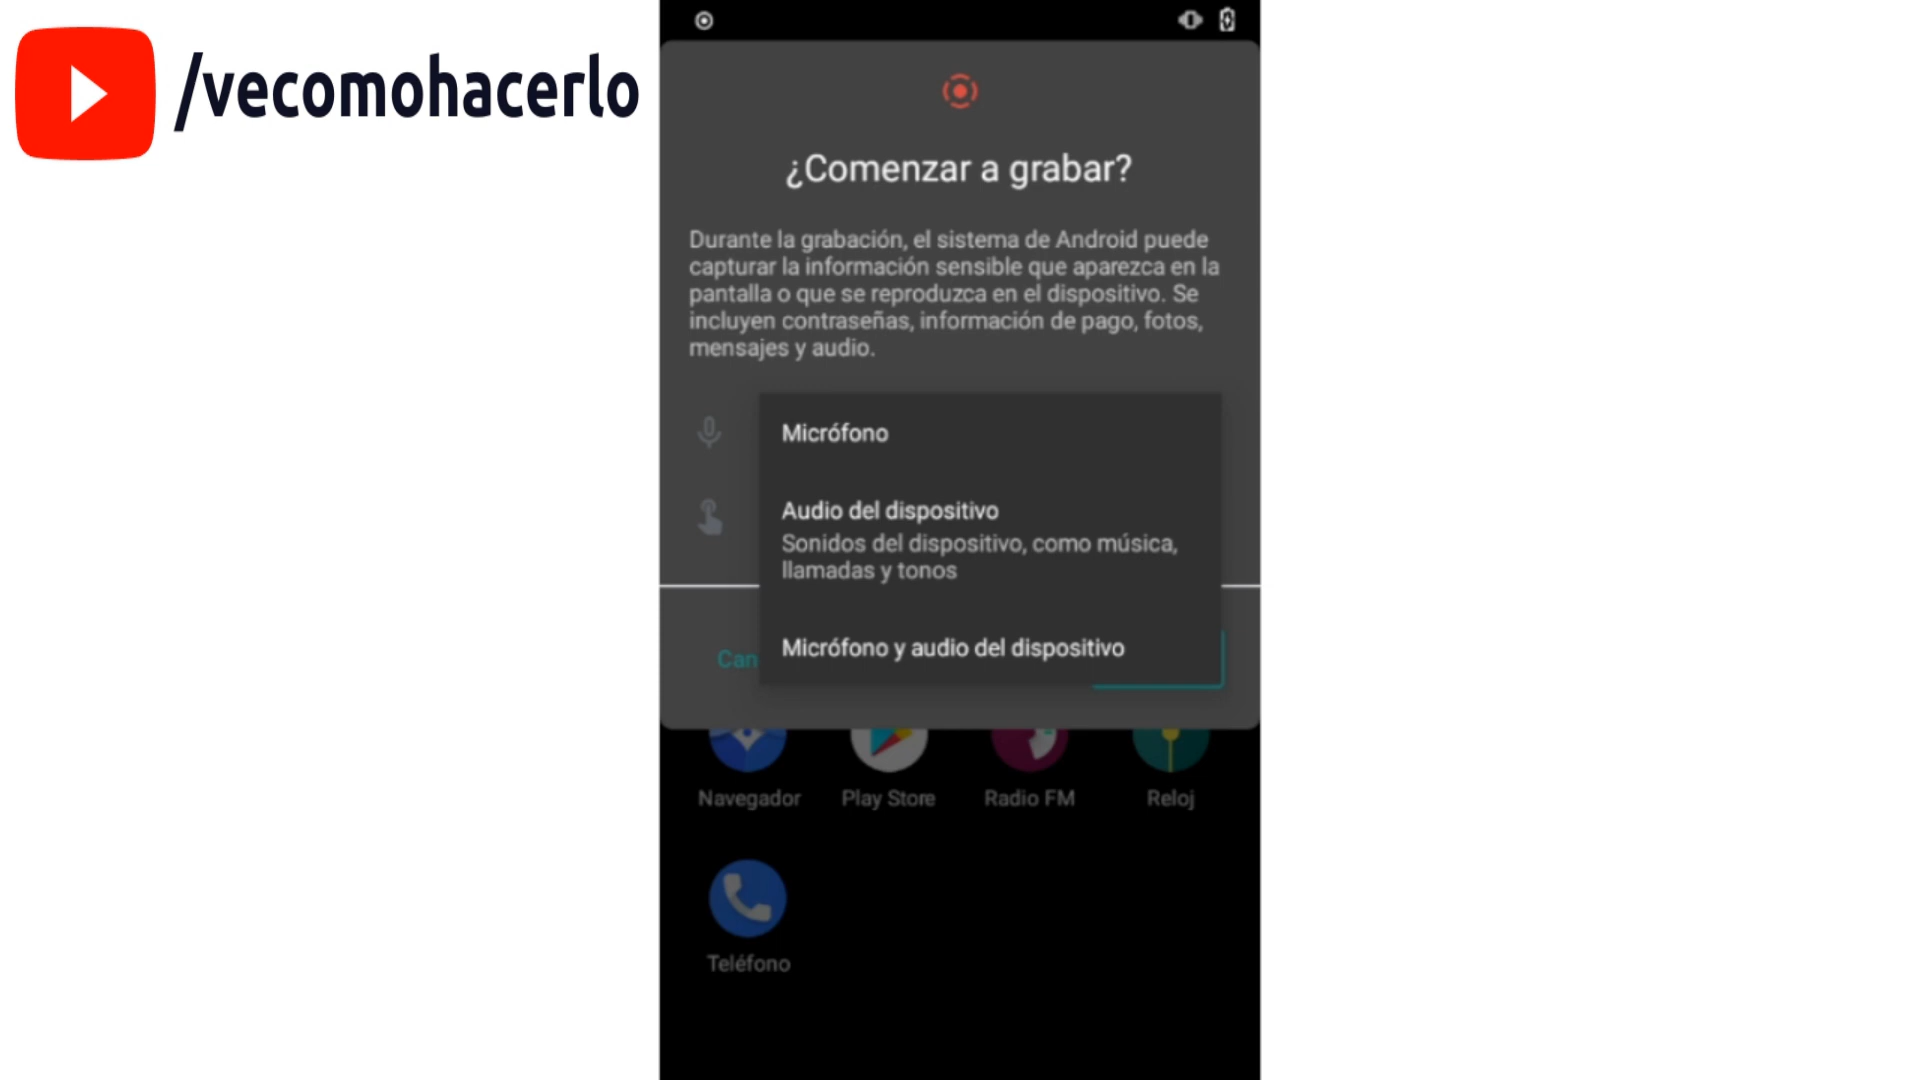 /vecomohacerlo
¿Comenzar a grabar?
Durante la grabación, el sistema de Android puede
capturar la información sensible que aparezca en la
pantalla o que se reproduzca en el dispositivo. Se
incluyen contraseñas, información de pago, fotos,
mensajes y audio.
Micrófono
Audio del dispositivo
Sonidos del dispositivo, como música,
llamadas y tonos
Micrófono y audio del dispositivo
Can
Navegador
Play Store
Radio FM
Reloj
Teléfono